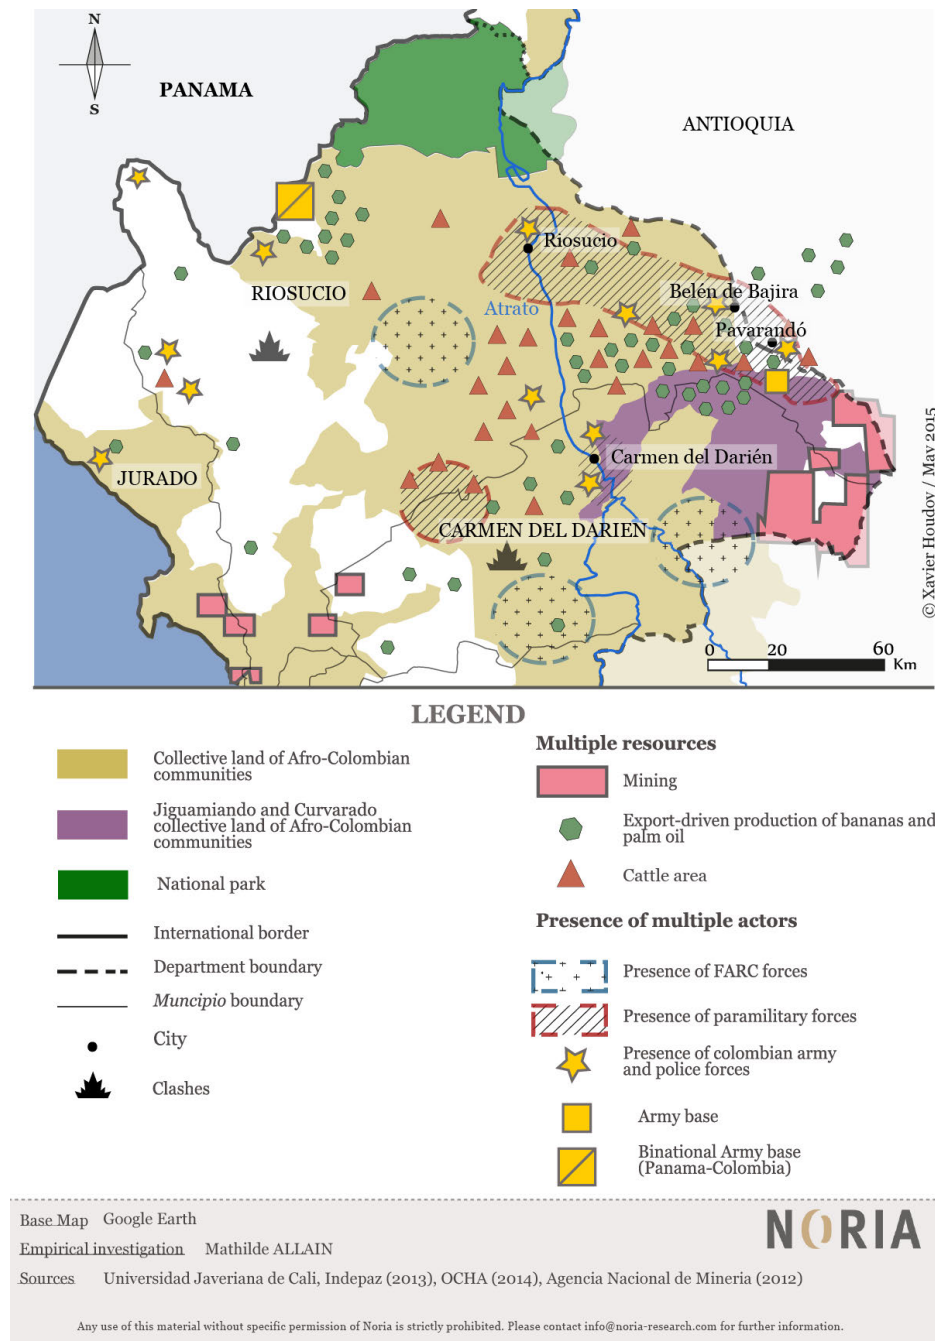 N
S
PANAMA
ANTIOQUIA
Riosucio
Belén de Bajira
RIOSUCIO
Atrato
Pavarandó
Carmen del Darién
JURADO
CARMEN DEL DARIEN
© Xavier Houdoy / May 2015
0 20 60
Km
LEGEND
Collective land of Afro-Colombian
communities
Jiguamiando and Curvarado
collective land of Afro-Colombian
communities
National park
International border
Department boundary
Muncipio boundary
City
Clashes
Multiple resources
Mining
Export-driven production of bananas and
palm oil
Cattle area
Presence of multiple actors
Presence of FARC forces
Presence of paramilitary forces
Presence of colombian army
and police forces
Army base
Binational Army base
(Panama-Colombia)
Base Map Google Earth
Empirical investigation Mathilde ALLAIN
Sources Universidad Javeriana de Cali, Indepaz (2013), OCHA (2014), Agencia Nacional de Mineria (2012)
NORIA
Any use of this material without specific permission of Noria is strictly prohibited. Please contact info@noria-research.com for further information.